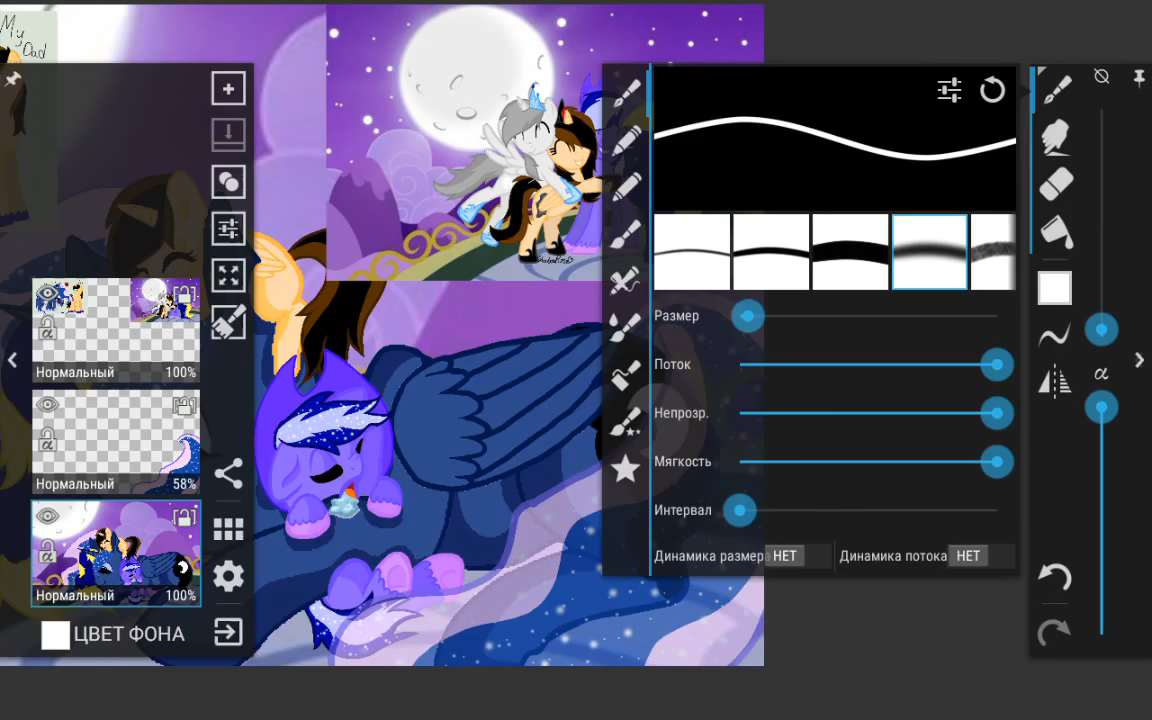 My
Dad
Нормальный 100%
Нормальный 58%
Нормальный 100%
ЦВЕТ ФОНА
Размер
Поток
Непрозр.
Мягкость
Интервал
Динамика размера НЕТ
Динамика потока НЕТ
α